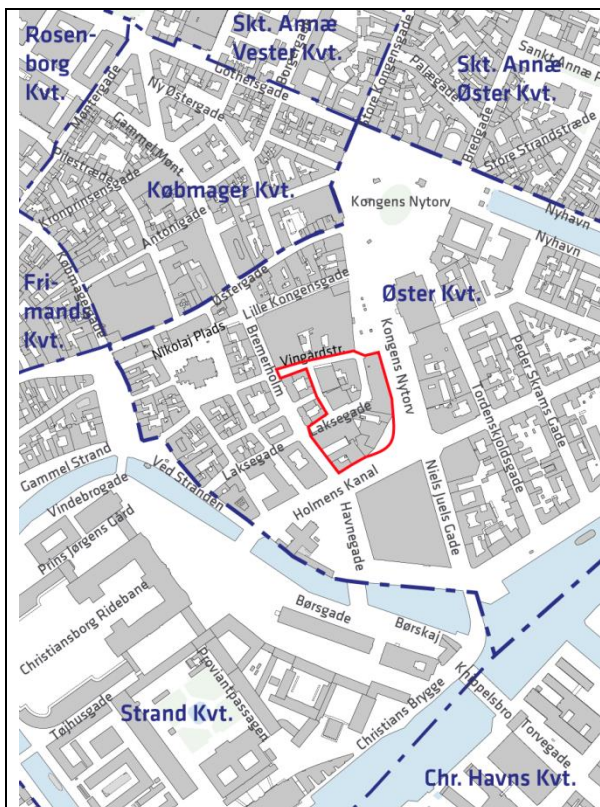 Rosen-
borg
Kvt.
Skt. Annæ
Vester Kvt.
Skt. Annæ
Øster Kvt.
Sankt Annæ P
Borgergade
Gothersgade
Store Kongensgade
Palægade
Bredgade
Store Strandstræde
Møntergade
Ny Østergade
Gammel Mønt
Pilestræde
Kronprinsensgade
Købmager Kvt.
Antonigade
Kongens Nytorv
Nyhavn
Nyhavn
Købmagergade
Østergade
Lille Kongensgade
Øster Kvt.
Fri-
mands
Kvt.
Nikolaj Plads
Bremerholm
Vingårdstr.
Kongens Nytorv
Peder Skrams Gade
Tordenskjoldsgade
Laksegade
Laksegade
Gammel Strand
Ved Stranden
Holmens Kanal
Vindebrogade
Havnegade
Niels Juels Gade
Prins Jørgens Gård
Christiansborg Ridebane
Børsgade
Børskaj
Proviantpassagen
Christians Brygge
Knippelsbro
Tøjhusgade
Strand Kvt.
Torvegade
Chr. Havns Kvt.